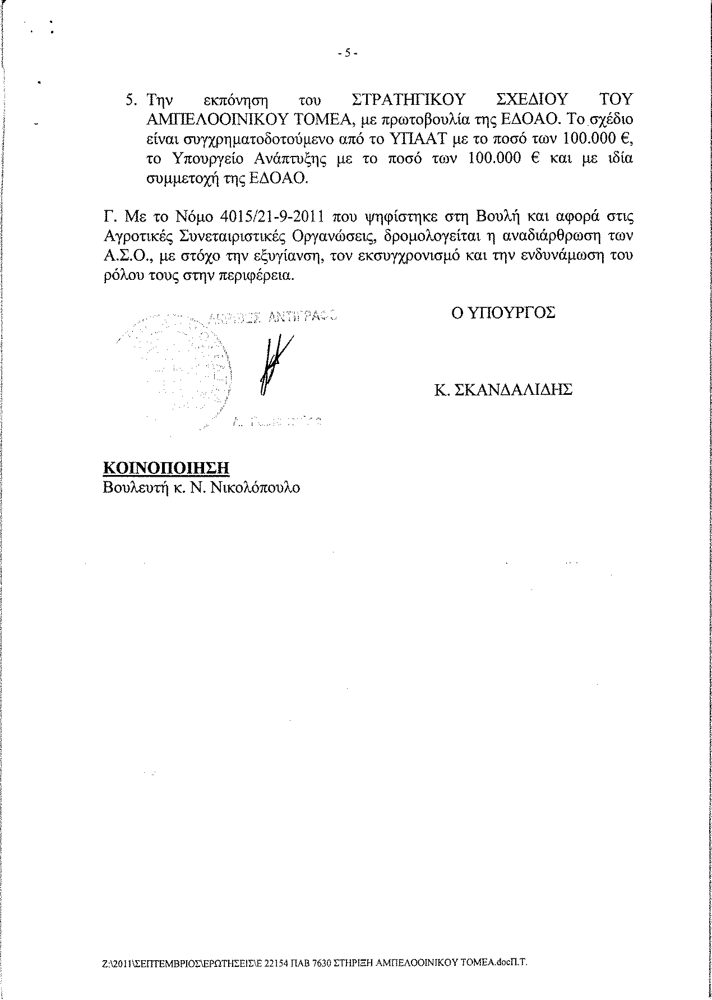 - 5 -
5. Την εκπόνηση του ΣΤΡΑΤΗΓΙΚΟΥ ΣΧΕΔΙΟΥ ΤΟΥ
ΑΜΠΕΛΟΟΙΝΙΚΟΥ ΤΟΜΕΑ, με πρωτοβουλία της ΕΔΟΑΟ. Το σχέδιο
είναι συγχρηματοδοτούμενο από το ΥΠΑΑΤ με το ποσό των 100.000 €,
το Υπουργείο Ανάπτυξης με το ποσό των 100.000 € και με ιδία
συμμετοχή της ΕΔΟΑΟ.
Γ. Με το Νόμο 4015/21-9-2011 που ψηφίστηκε στη Βουλή και αφορά στις
Αγροτικές Συνεταιριστικές Οργανώσεις, δρομολογείται η αναδιάρθρωση των
Α.Σ.Ο., με στόχο την εξυγίανση, τον εκσυγχρονισμό και την ενδυνάμωση του
ρόλου τους στην περιφέρεια.
ΑΚΡΙΒΕΣ ΑΝΤΙΓΡΑΦΟ
Ο ΥΠΟΥΡΓΟΣ
Κ. ΣΚΑΝΔΑΛΙΔΗΣ
ΚΟΙΝΟΠΟΙΗΣΗ
Βουλευτή κ. Ν. Νικολόπουλο
Ζ:\2011\ΣΕΠΤΕΜΒΡΙΟΣ\ΕΡΩΤΗΣΕΙΣ\Ε 22154 ΠΑΒ 7630 ΣΤΗΡΙΞΗ ΑΜΠΕΛΟΟΙΝΙΚΟΥ ΤΟΜΕΑ.docΠ.Τ.